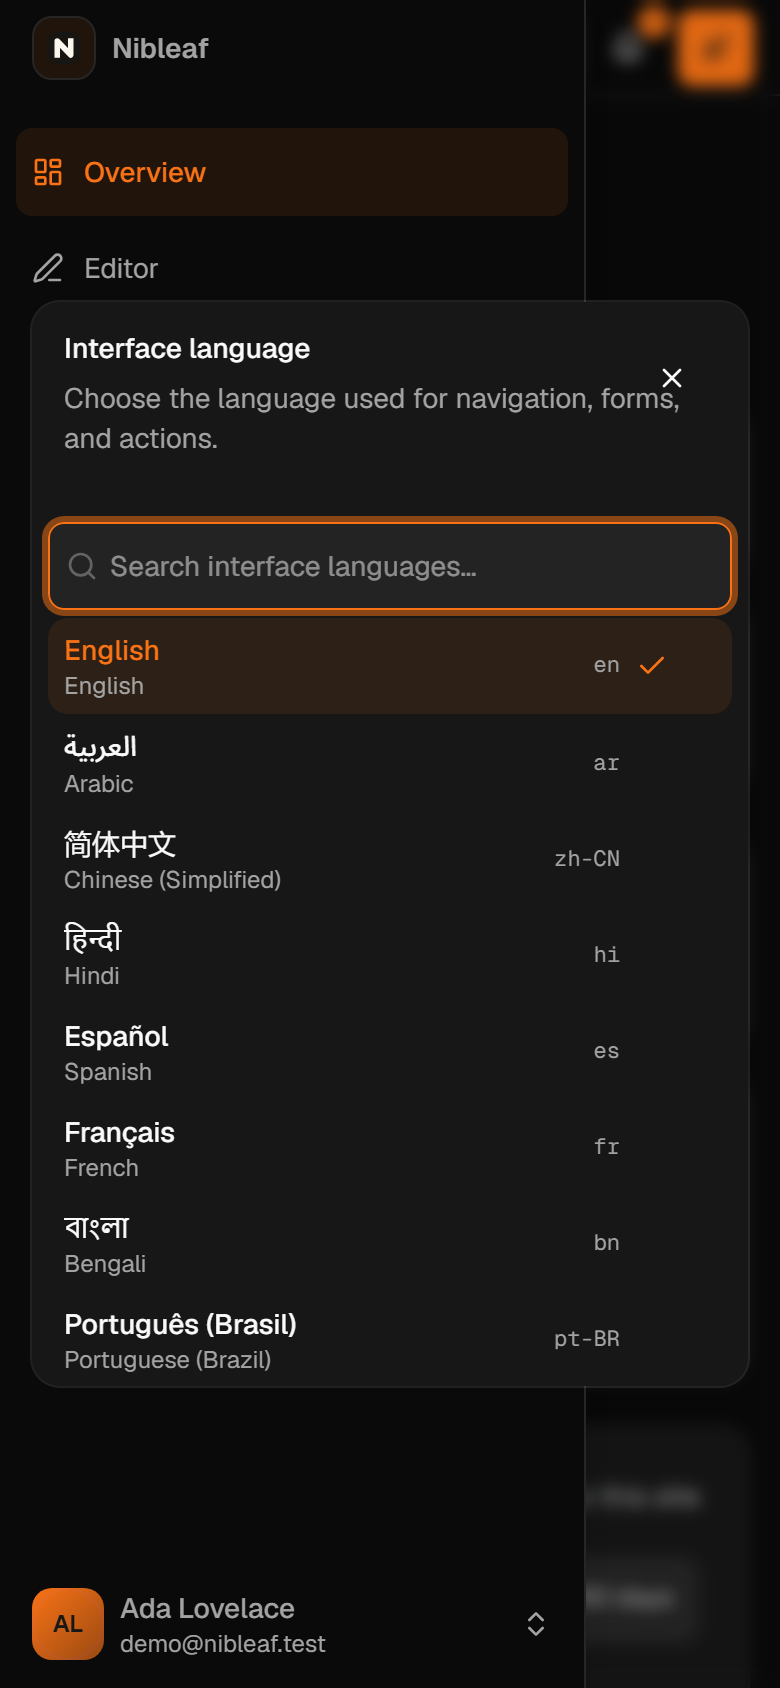 N Nibleaf
Overview
Editor
Interface language
Choose the language used for navigation, forms,
and actions.
Search interface languages...
English
English
en
العربية
Arabic
ar
简体中文
Chinese (Simplified)
zh-CN
हिन्दी
Hindi
hi
Español
Spanish
es
Français
French
fr
বাংলা
Bengali
bn
Português (Brasil)
Portuguese (Brazil)
pt-BR
AL
Ada Lovelace
demo@nibleaf.test